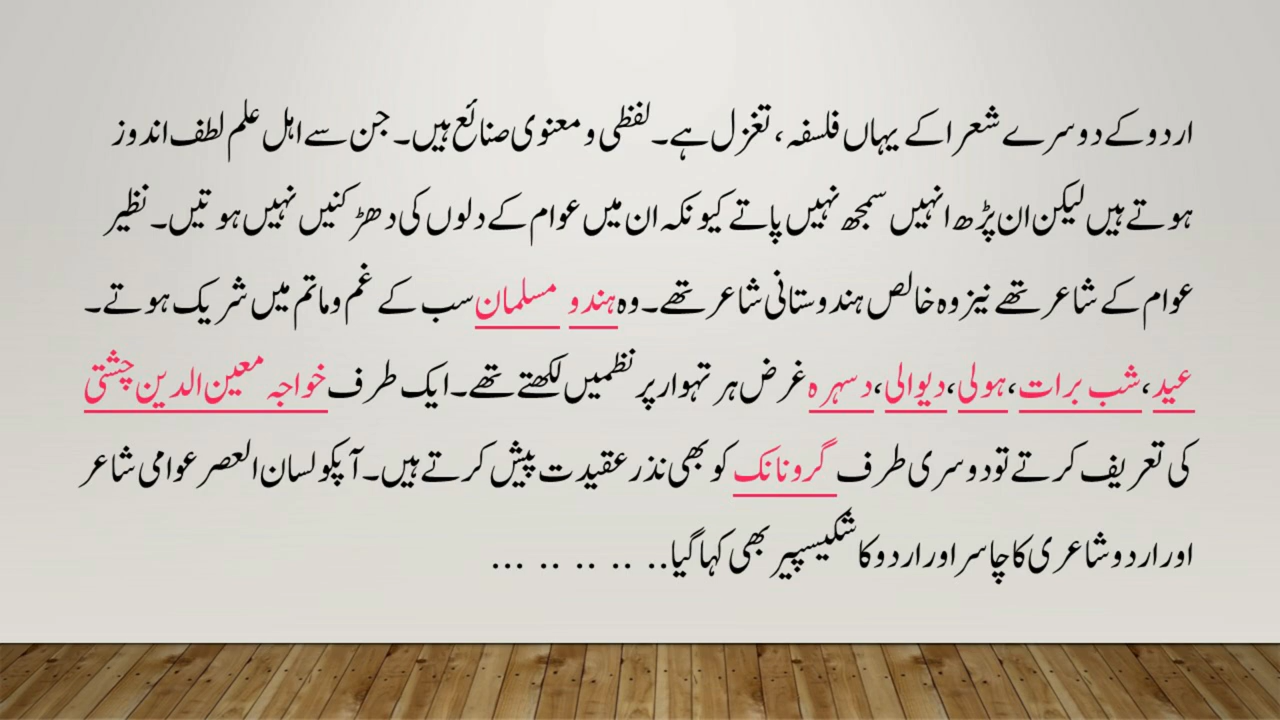 اردو کے دوسرے شعرا کے یہاں فلسفہ، تغزل ہے۔ لفظی و معنوی صنائع ہیں۔ جن سے اہل علم لطف اندوز
ہوتے ہیں لیکن ان پڑھ انہیں سمجھ نہیں پاتے کیونکہ ان میں عوام کے دلوں کی دھڑکنیں نہیں ہوتیں۔ نظیر
عوام کے شاعر تھے نیز وہ خالص ہندوستانی شاعر تھے۔ وہ ہندو مسلمان سب کے غم و ماتم میں شریک ہوتے۔
عید، شب برات، ہولی، دیوالی، دسہرہ غرض ہر تہوار پر نظمیں لکھتے تھے۔ ایک طرف خواجہ معین الدین چشتی
کی تعریف کرتے تو دوسری طرف گرونانک کو بھی نذر عقیدت پیش کرتے ہیں۔ آپکو لسان العصر عوامی شاعر
اور اردو شاعری کا چاسر اور اردو کا شکیسپیر بھی کہا گیا.. .. .. .. ...